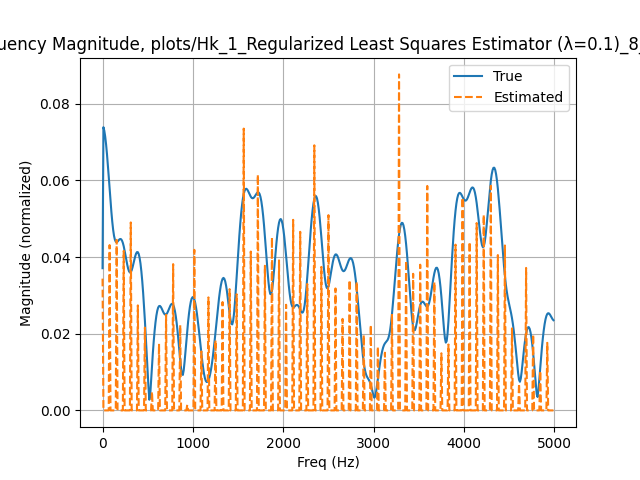 uency Magnitude, plots/Hk_1_Regularized Least Squares Estimator (λ=0.1)_8_
True
Estimated
Magnitude (normalized)
0.08
0.06
0.04
0.02
0.00
0 1000 2000 3000 4000 5000
Freq (Hz)